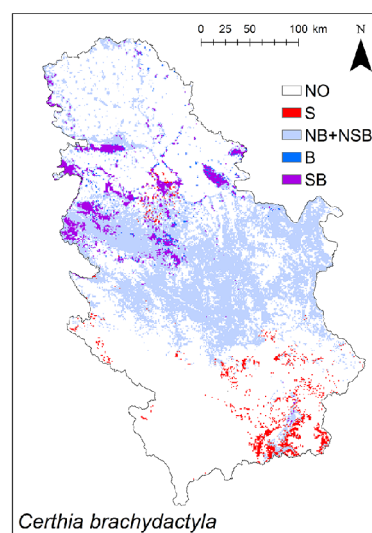 0 25 50 100 km
N
NO
S
NB+NSB
B
SB
Certhia brachydactyla